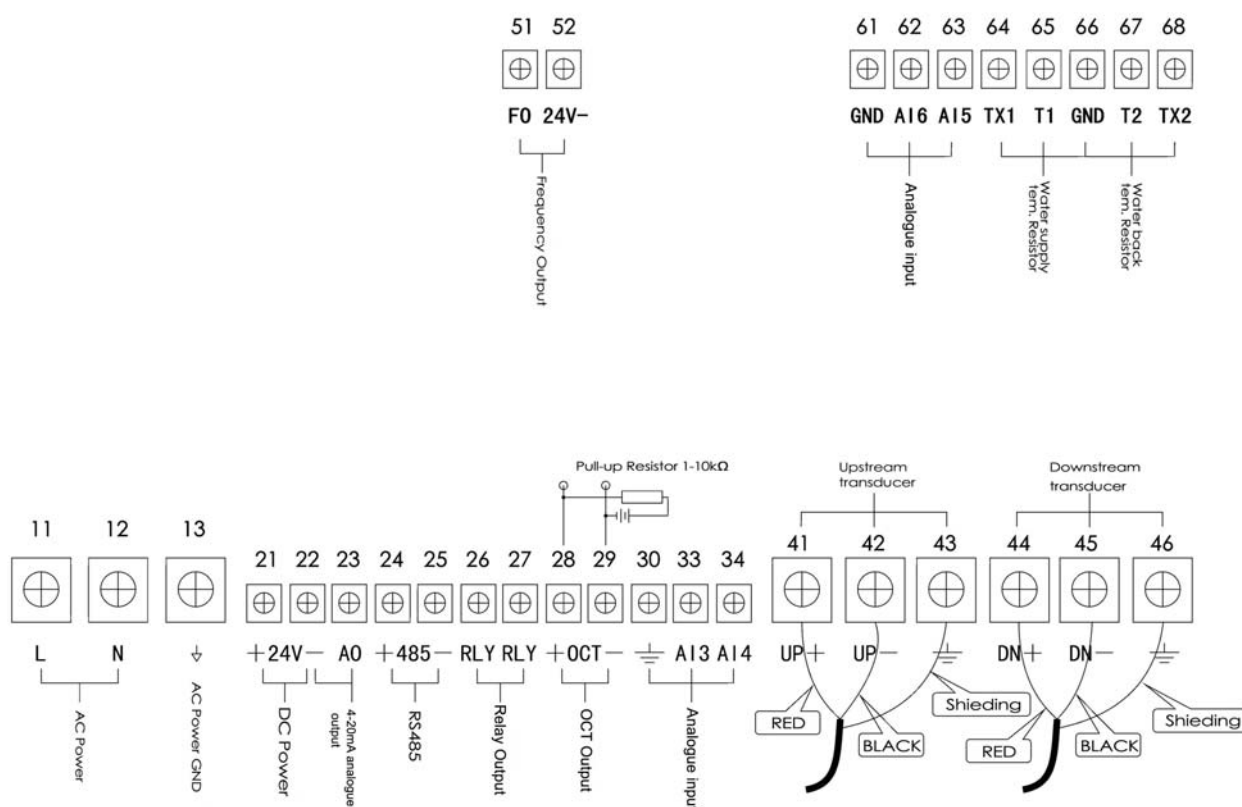 51 52
FO 24V-
Frequency Output
61 62 63 64 65 66 67 68
GND AI6 AI5 TX1 T1 GND T2 TX2
Analogue input
Water supply
tem. Resistor
Water back
tem. Resistor
Pull-up Resistor 1-10kΩ
Upstream
transducer
Downstream
transducer
11 12 13
21 22 23 24 25 26 27 28 29 30 33 34
41 42 43 44 45 46
L N
+24V- AO +485- RLY RLY +OCT- AI3 AI4
UP+ UP- DN+ DN-
AC Power
AC Power GND
DC Power
4-20mA analogue
output
RS485
Relay Output
OCT Output
Analogue input
RED
BLACK
Shieding
RED
BLACK
Shieding